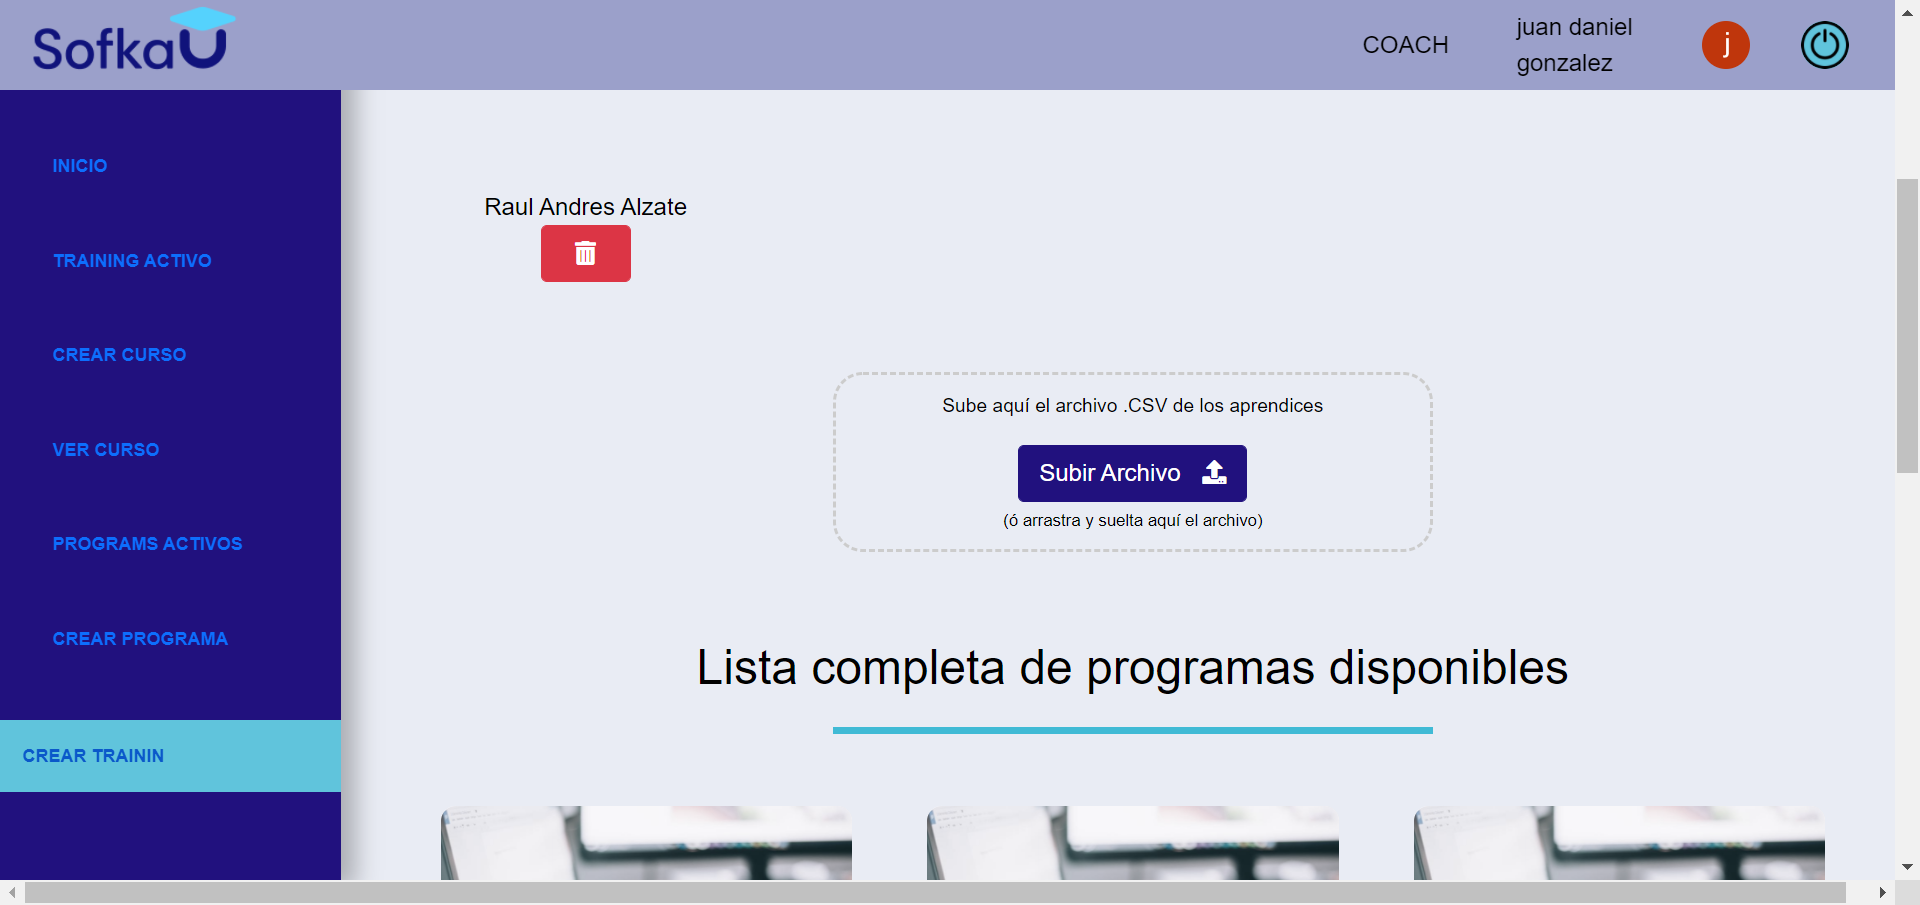 SofkaU
COACH
juan daniel
gonzalez
j
INICIO
TRAINING ACTIVO
CREAR CURSO
VER CURSO
PROGRAMS ACTIVOS
CREAR PROGRAMA
CREAR TRAININ
Raul Andres Alzate
Sube aquí el archivo .CSV de los aprendices
Subir Archivo
(ó arrastra y suelta aquí el archivo)
Lista completa de programas disponibles